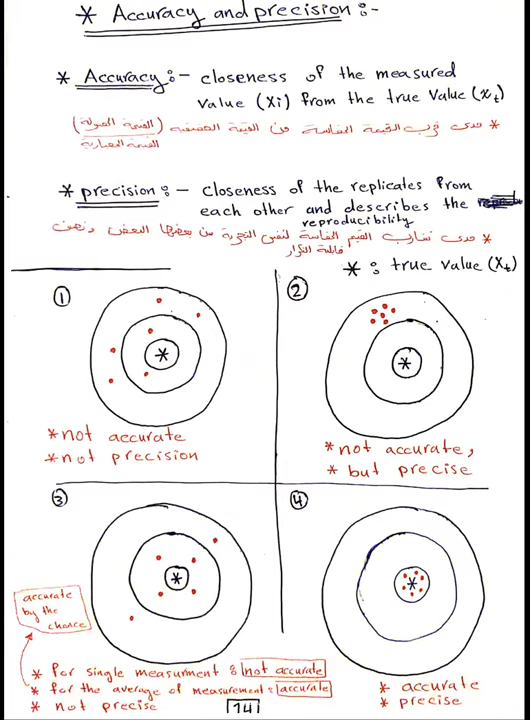 * Accuracy and precision :-
* Accuracy :- closeness of the measured
value (Xi) from the true value (xt)
* مدى قرب القيمة المقاسة من القيمة الحقيقية (القيمة المقبولة)
القيمة المعيارية
* precision :- closeness of the replicates from
each other and describes the
reproducibility
* مدى تقارب القيم المقاسة لنفس التجربة من بعضها البعض
قابلية التكرار
* : true value (Xt)
①
②
*
*
* not accurate
* not precision
* not accurate,
* but precise
③
④
*
*
accurate
by the
chance
* for single measurment : not accurate
* for the average of measurement : accurate
* not precise
* accurate
* precise
14